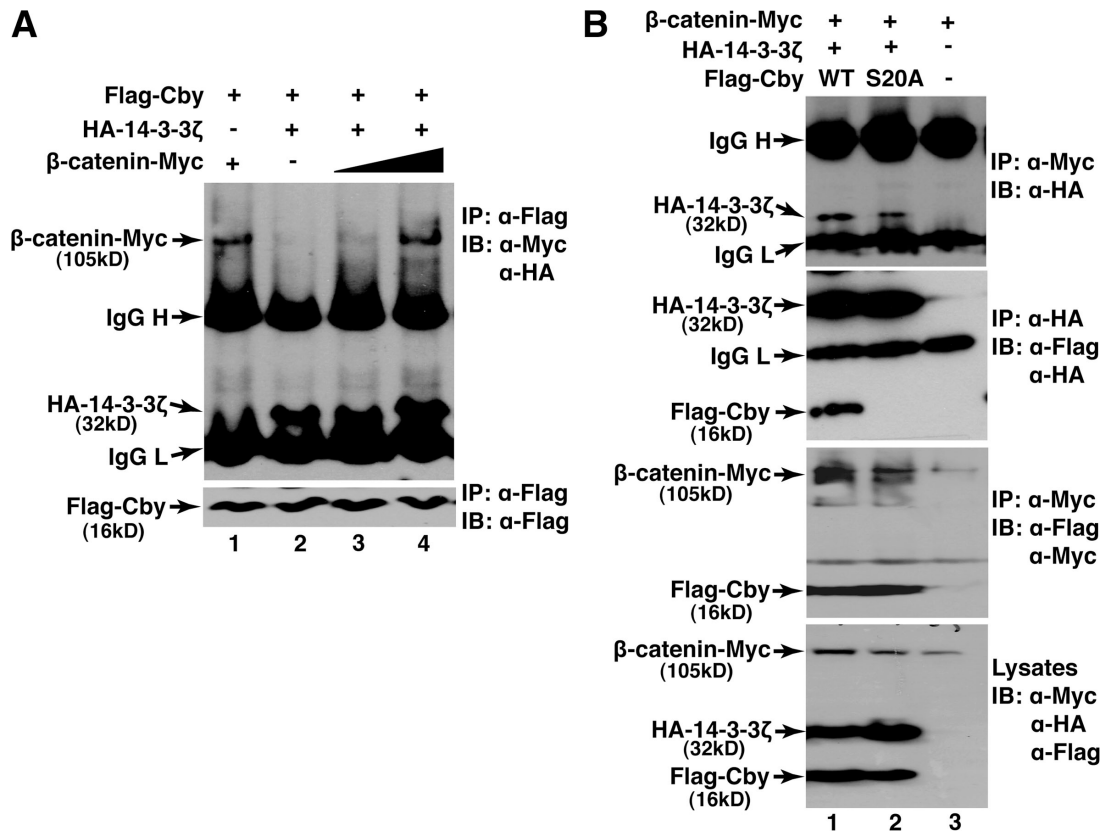 A
Flag-Cby + + + +
HA-14-3-3ζ - + + +
β-catenin-Myc + -
β-catenin-Myc
(105kD)
IP: α-Flag
IB: α-Myc
α-HA
IgG H
HA-14-3-3ζ
(32kD)
IgG L
Flag-Cby
(16kD)
IP: α-Flag
IB: α-Flag
1 2 3 4
B
β-catenin-Myc + + +
HA-14-3-3ζ + + -
Flag-Cby WT S20A -
IgG H
IP: α-Myc
IB: α-HA
HA-14-3-3ζ
(32kD)
IgG L
HA-14-3-3ζ
(32kD)
IP: α-HA
IB: α-Flag
α-HA
IgG L
Flag-Cby
(16kD)
β-catenin-Myc
(105kD)
IP: α-Myc
IB: α-Flag
α-Myc
Flag-Cby
(16kD)
β-catenin-Myc
(105kD)
Lysates
IB: α-Myc
α-HA
α-Flag
HA-14-3-3ζ
(32kD)
Flag-Cby
(16kD)
1 2 3